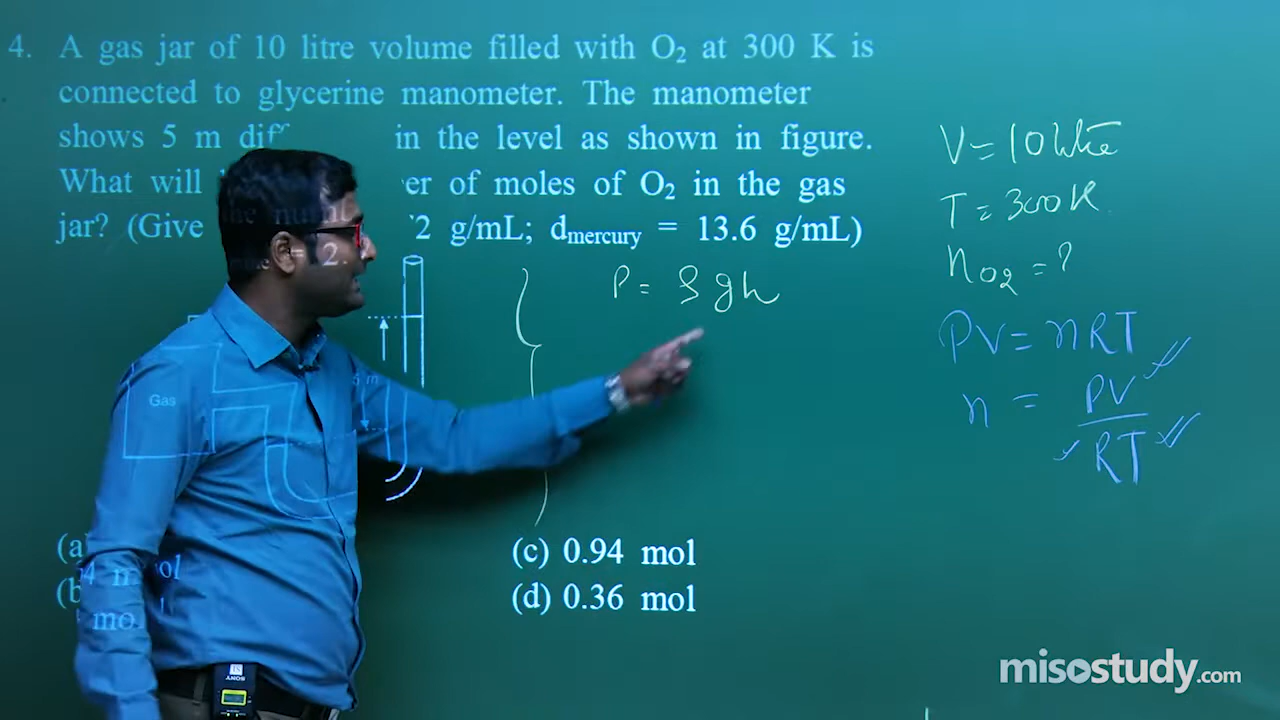 4. A gas jar of 10 litre volume filled with O₂ at 300 K is
connected to glycerine manometer. The manometer
shows 5 m in the level as shown in figure.
What will of moles of O₂ in the gas
jar? (Give g/mL; dmercury = 13.6 g/mL)
V = 10 litre
T = 300 K
nO₂ = ?
P = ρgh
PV = nRT
n = PV
RT
5 m
Gas
(c) 0.94 mol
(d) 0.36 mol
misostudy.com
SONY